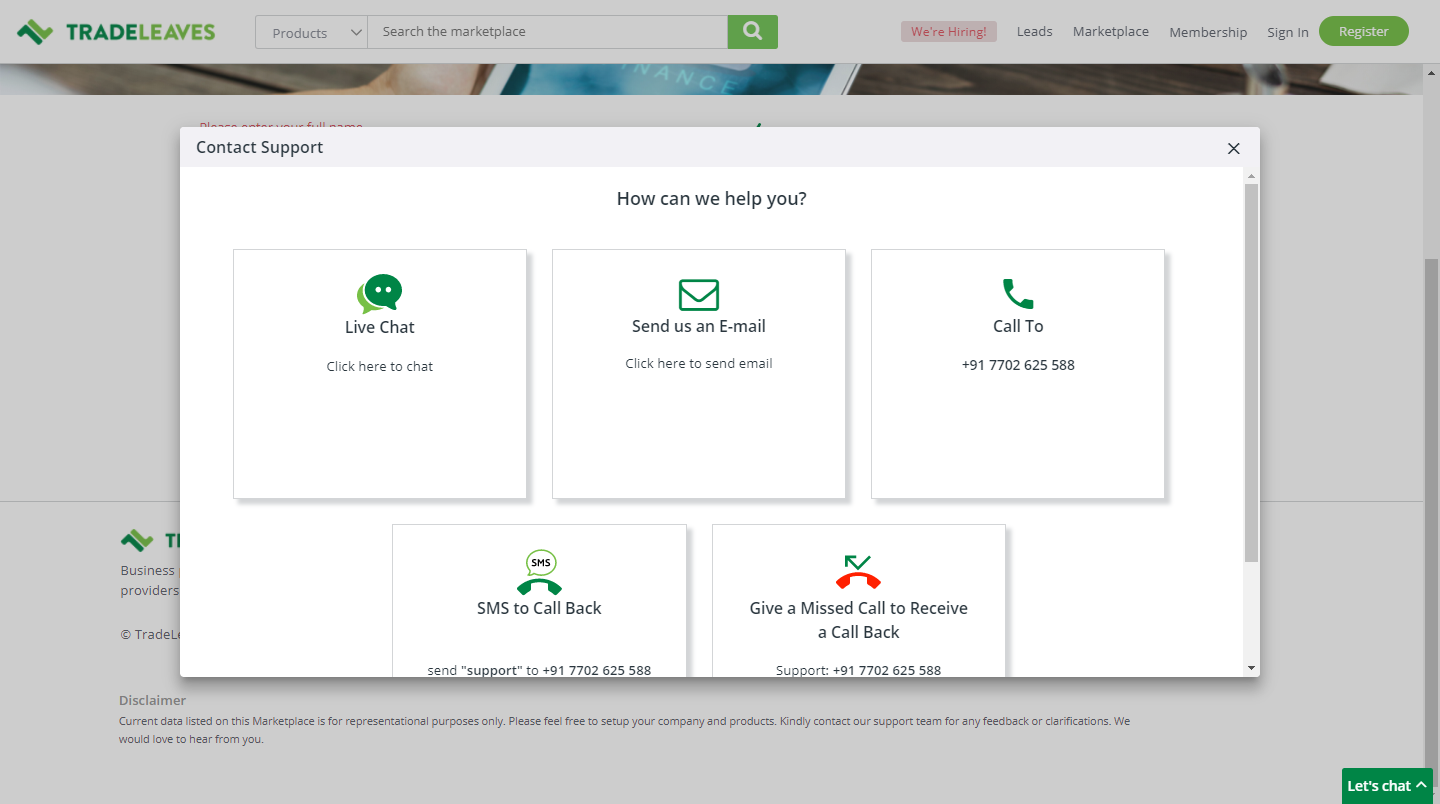 TRADELEAVES
Products
Search the marketplace
We're Hiring!
Leads
Marketplace
Membership
Sign In
Register
FINANCE
Please enter your full name
Contact Support
How can we help you?
Live Chat
Click here to chat
Send us an E-mail
Click here to send email
Call To
+91 7702 625 588
SMS
SMS to Call Back
send "support" to +91 7702 625 588
Give a Missed Call to Receive
a Call Back
Support: +91 7702 625 588
Business
providers
© TradeLe
Disclaimer
Current data listed on this Marketplace is for representational purposes only. Please feel free to setup your company and products. Kindly contact our support team for any feedback or clarifications. We
would love to hear from you.
Let's chat